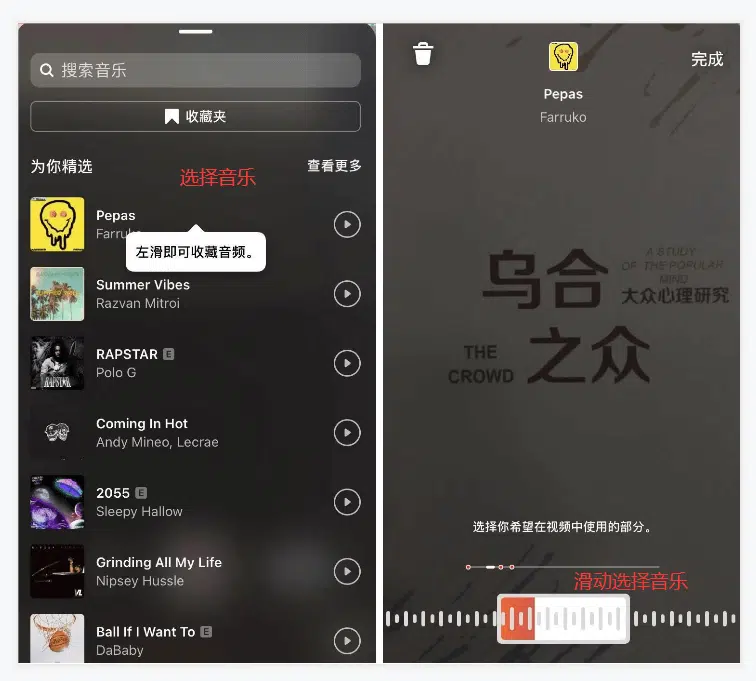 搜索音乐
收藏夹
为你精选
查看更多
选择音乐
Pepas
左滑即可收藏音频。
Summer Vibes
Razvan Mitroi
RAPSTAR E
Polo G
Coming In Hot
Andy Mineo, Lecrae
2055 E
Sleepy Hallow
Grinding All My Life
Nipsey Hussle
Ball If I Want To E
DaBaby
完成
Pepas
Farruko
乌合
之众
A STUDY
OF THE POPULAR
MIND
大众心理研究
THE
CROWD
选择你希望在视频中使用的部分。
滑动选择音乐